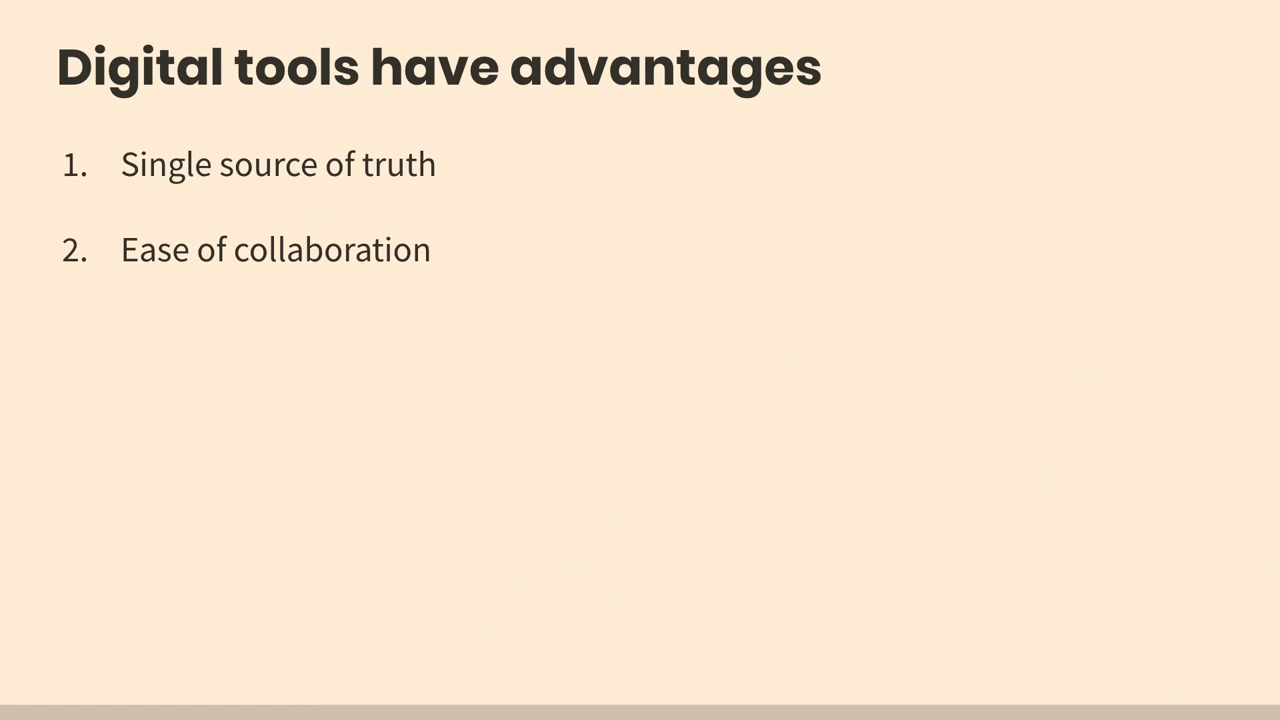 Digital tools have advantages
1. Single source of truth
2. Ease of collaboration